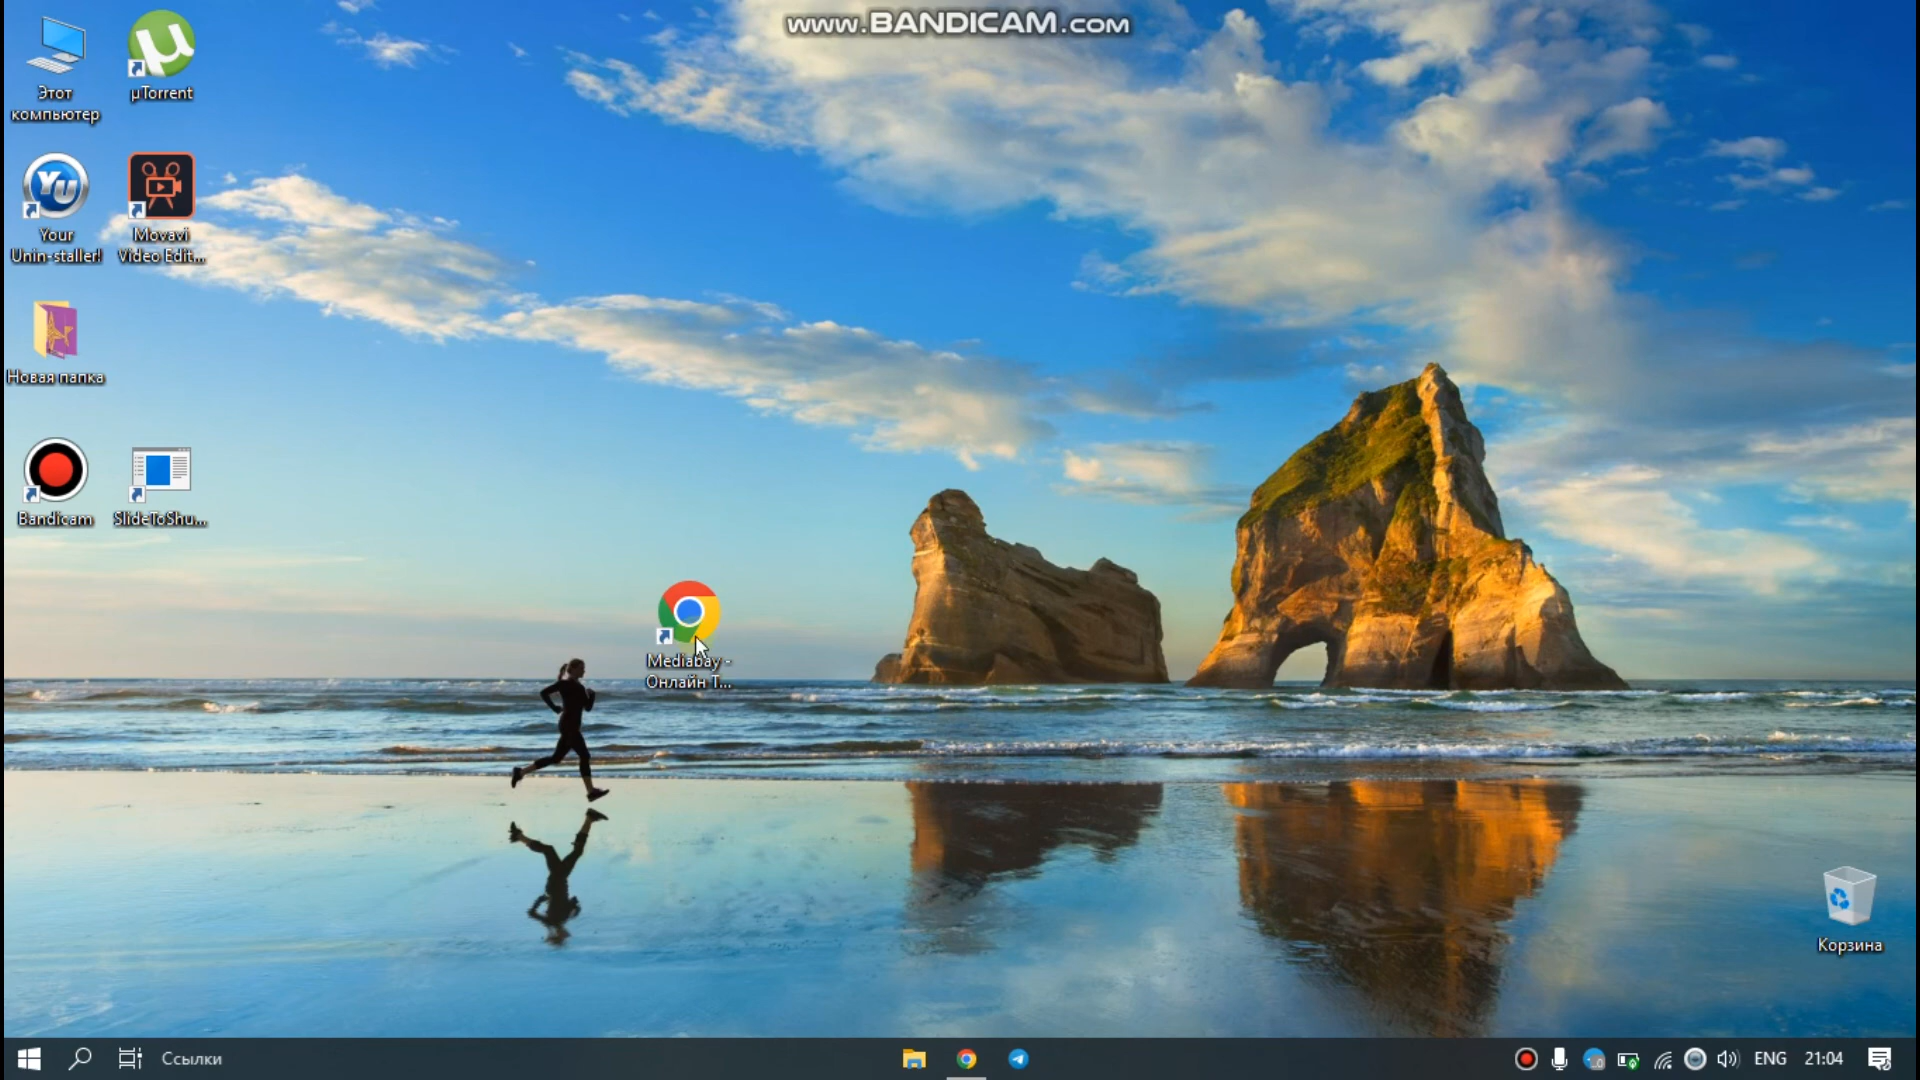 www.BANDICAM.com
Этот
компьютер
µTorrent
Your
Unin-staller!
Movavi
Video Edit...
Новая папка
Bandicam
SlideToShu...
Mediabay -
Онлайн Т...
Корзина
Ссылки
ENG
21:04